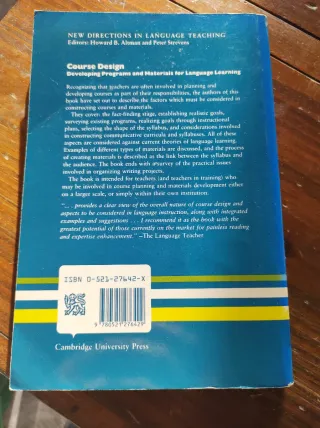 NEW DIRECTIONS IN LANGUAGE TEACHING
Editors: Howard B. Altman and Peter Strevens
Course Design
Developing Programs and Materials for Language Learning
Recognizing that teachers are often involved in planning and
developing courses as part of their responsibilities, the authors of this
book have set out to describe the factors which must be considered in
constructing courses and materials.
They cover: the fact-finding stage, establishing realistic goals,
surveying existing programs, realizing goals through instructional
plans, selecting the shape of the syllabus, and considerations involved
in constructing communicative curricula and syllabuses. All of these
aspects are considered against current theories of language learning.
Examples of different types of materials are discussed, and the process
of creating materials is described as the link between the syllabus and
the audience. The book ends with a survey of the practical issues
involved in organizing writing projects.
The book is intended for teachers (and teachers in training) who
may be involved in course planning and materials development either
on a larger scale, or simply within their own institution.
“... provides a clear view of the overall nature of course design and
aspects to be considered in language instruction, along with integrated
examples and suggestions . . . I recommend it as the book with the
greatest potential of those currently on the market for painless reading
and expertise enhancement.” –The Language Teacher
ISBN 0-521-27642-X
9 780521 276429
Cambridge University Press